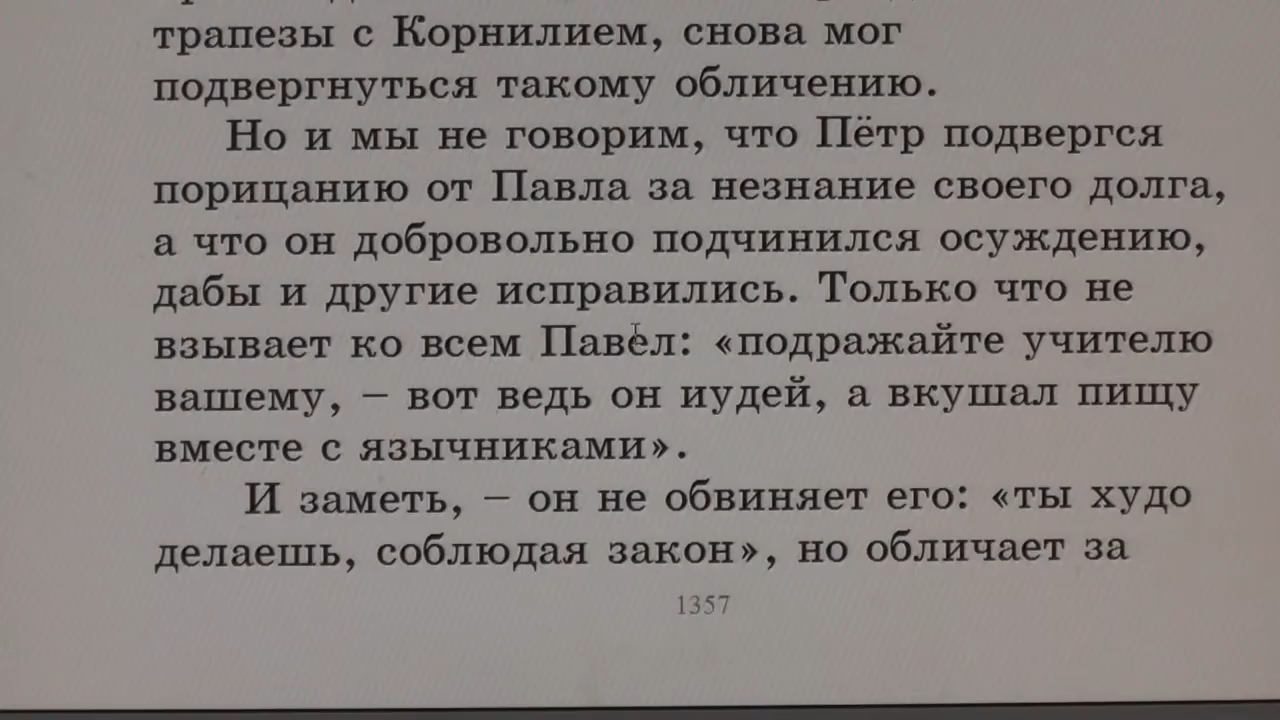 трапезы с Корнилием, снова мог
подвергнуться такому обличению.
Но и мы не говорим, что Пётр подвергся
порицанию от Павла за незнание своего долга,
а что он добровольно подчинился осуждению,
дабы и другие исправились. Только что не
взывает ко всем Павел: «подражайте учителю
вашему, – вот ведь он иудей, а вкушал пищу
вместе с язычниками».
И заметь, – он не обвиняет его: «ты худо
делаешь, соблюдая закон», но обличает за
1357